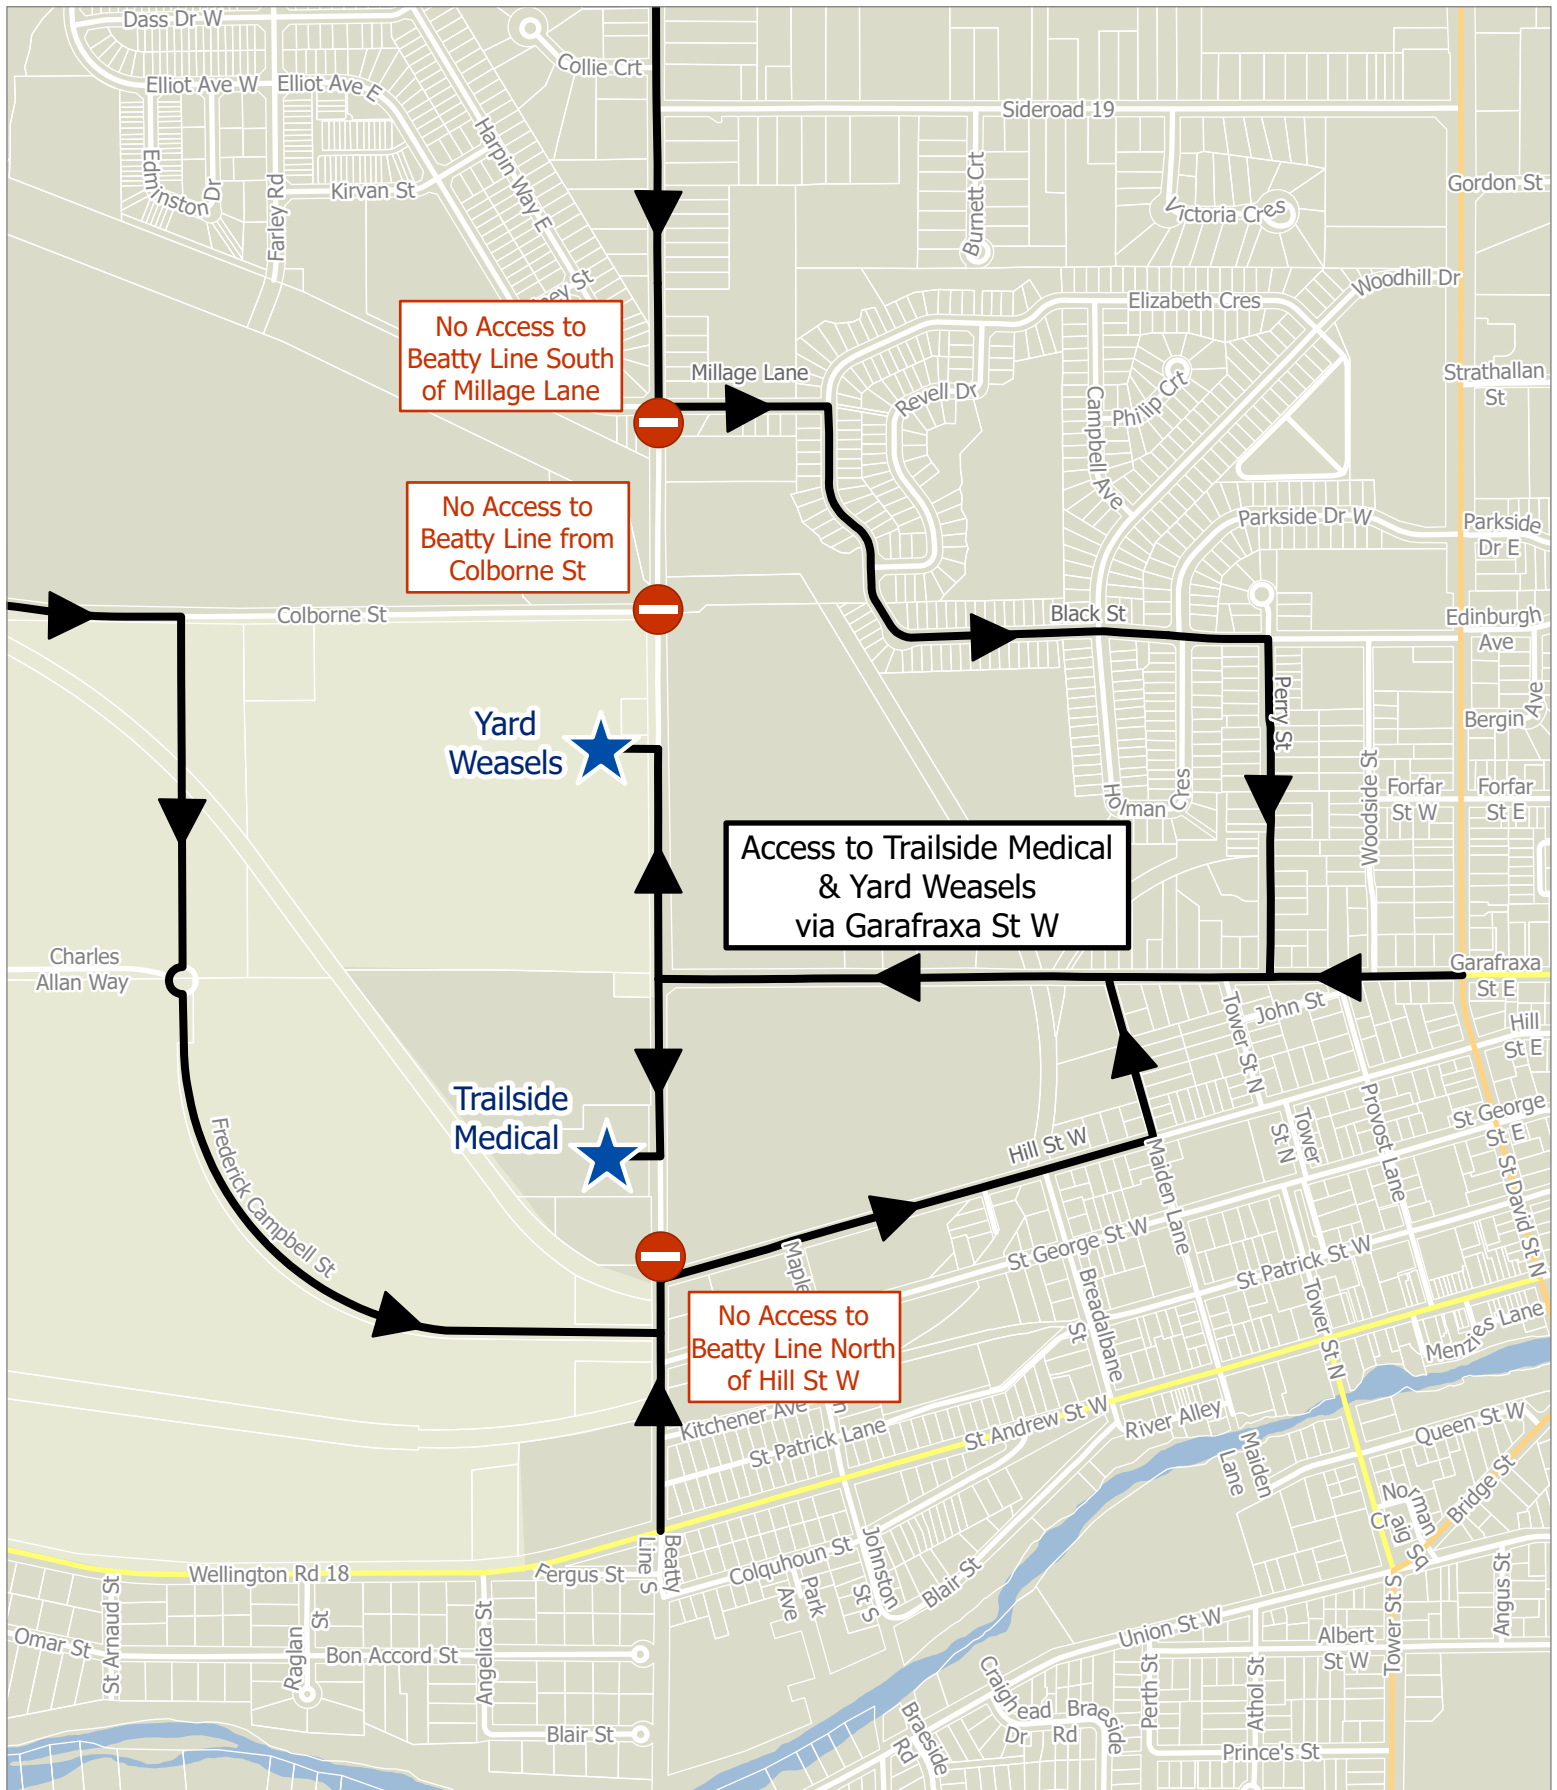 Dass Dr W
Collie Crt
Elliot Ave W
Elliot Ave E
Sideroad 19
Harpin Way E
Edminston Dr
Farley Rd
Kirvan St
Burnett Crt
Victoria Cres
Gordon St
Woodhill Dr
Elizabeth Cres
No Access to
Beatty Line South
of Millage Lane
Millage Lane
Revell Dr
Campbell Ave
Philip Crt
Strathallan
St
No Access to
Beatty Line from
Colborne St
Parkside Dr W
Parkside
Dr E
Colborne St
Black St
Edinburgh
Ave
Perry St
Bergin Ave
Yard
Weasels
Woodside St
Holman Cres
Forfar
St W
Forfar
St E
Access to Trailside Medical
& Yard Weasels
via Garafraxa St W
Charles
Allan Way
Garafraxa
St E
Tower St N
John St
Hill
St E
Trailside
Medical
Frederick Campbell St
Hill St W
Maiden Lane
Tower
St N
Provost Lane
St George
St E
St David St N
St George St W
St Patrick St W
Maple
Breadalbane
St
Tower St N
Menzies Lane
No Access to
Beatty Line North
of Hill St W
Kitchener Ave
St Patrick Lane
St Andrew St W
River Alley
Maiden
Lane
Queen St W
Norman
Craig Sq
Bridge St
Beatty
Line S
Wellington Rd 18
Fergus St
Colquhoun St
Johnston
St S
Park
Ave
Blair St
St Arnaud St
Raglan
St
Angelica St
Omar St
Bon Accord St
Union St W
Albert
St W
Tower St S
Angus St
Perth St
Athol St
Craighead
Dr
Braeside
Rd
Braeside
Rd
Blair St
Prince's St